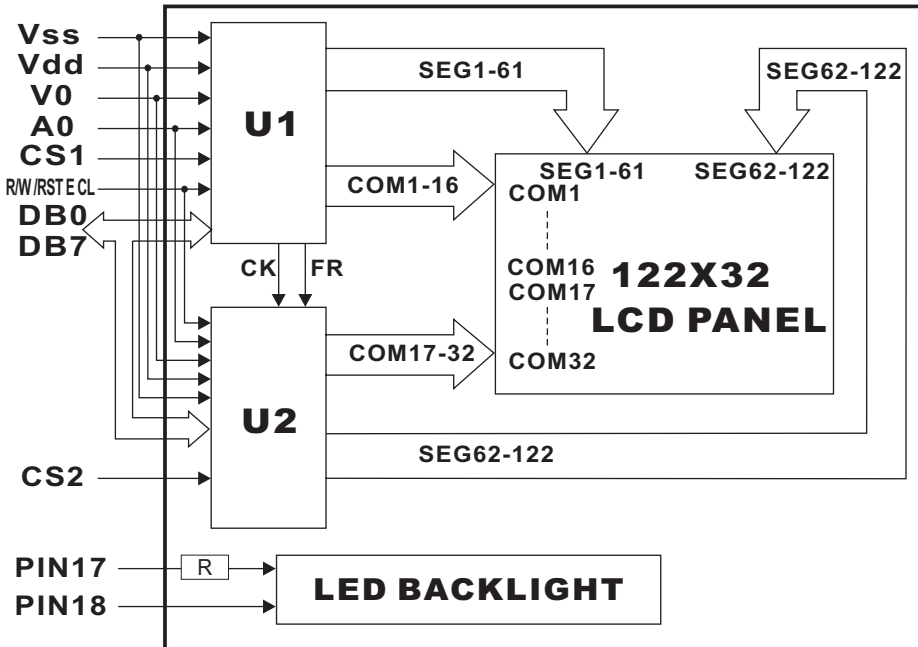 Vss
Vdd
V0
A0
CS1
R/W/RST E CL
DB0
DB7
CS2
PIN17
PIN18
U1
CK
FR
U2
R
SEG1-61
SEG62-122
COM1-16
COM17-32
SEG62-122
SEG1-61
SEG62-122
COM1
COM16
COM17
COM32
122X32
LCD PANEL
LED BACKLIGHT